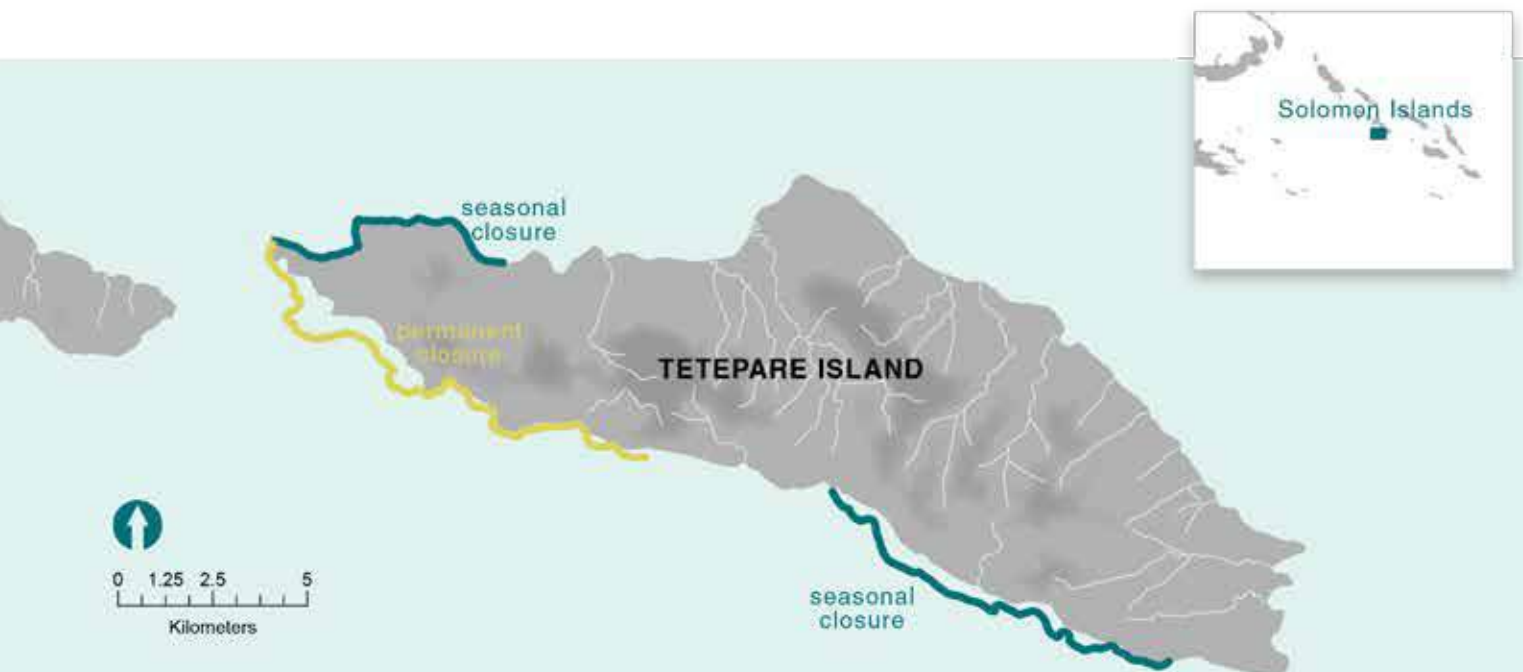 Solomon Islands
seasonal
closure
permanent
closure
TETEPARE ISLAND
0 1.25 2.5 5
Kilometers
seasonal
closure